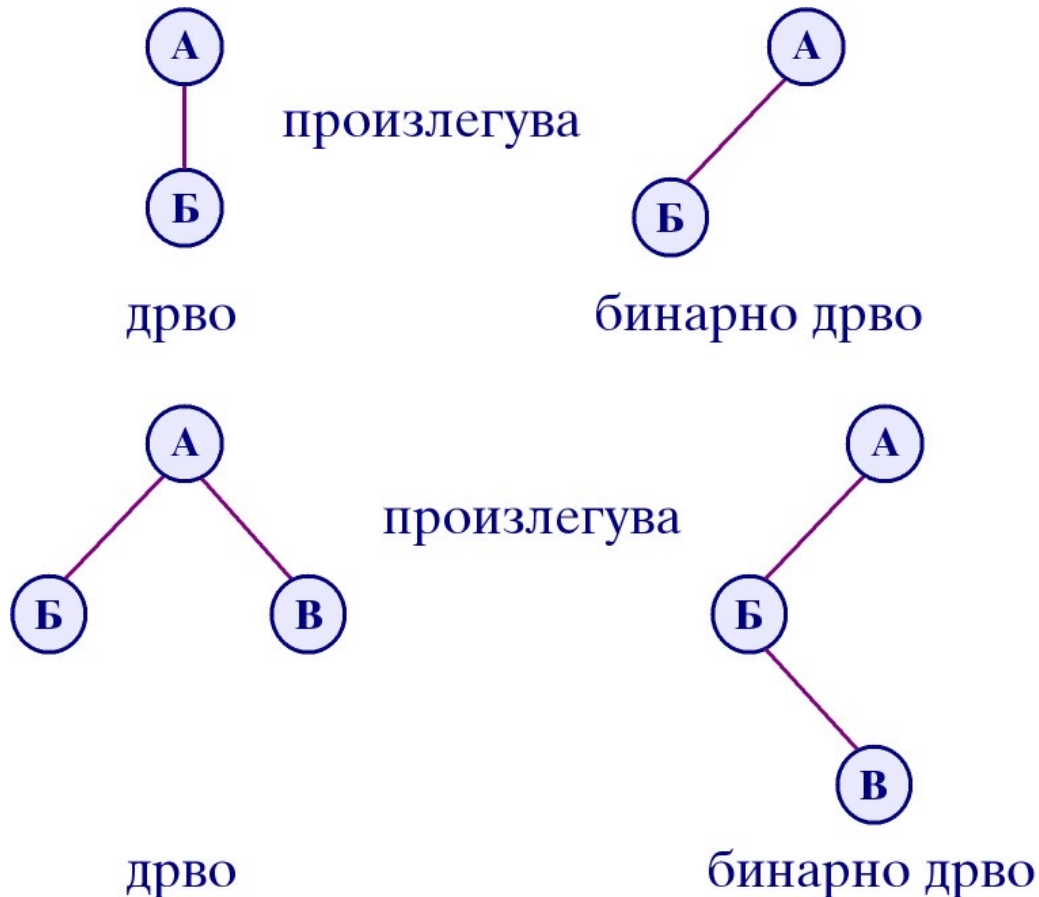 А А
произлегува
Б Б
дрво бинарно дрво
А А
произлегува
Б В Б
В
дрво бинарно дрво